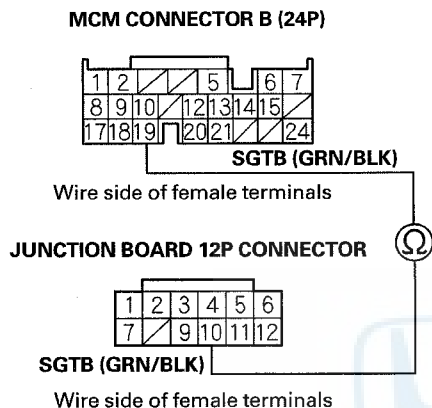 MCM CONNECTOR B (24P)
1 2 5 6 7
8 9 10 12 13 14 15
17 18 19 20 21 24
SGTB (GRN/BLK)
Wire side of female terminals
Ω
JUNCTION BOARD 12P CONNECTOR
1 2 3 4 5 6
7 9 10 11 12
SGTB (GRN/BLK)
Wire side of female terminals